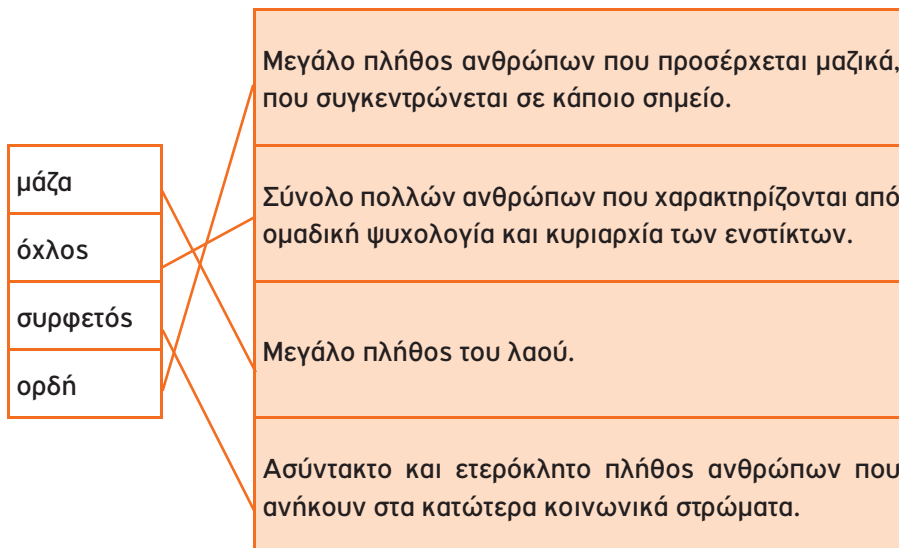 μάζα
όχλος
συρφετός
ορδή
Μεγάλο πλήθος ανθρώπων που προσέρχεται μαζικά,
που συγκεντρώνεται σε κάποιο σημείο.
Σύνολο πολλών ανθρώπων που χαρακτηρίζονται από
ομαδική ψυχολογία και κυριαρχία των ενστίκτων.
Μεγάλο πλήθος του λαού.
Ασύντακτο και ετερόκλητο πλήθος ανθρώπων που
ανήκουν στα κατώτερα κοινωνικά στρώματα.